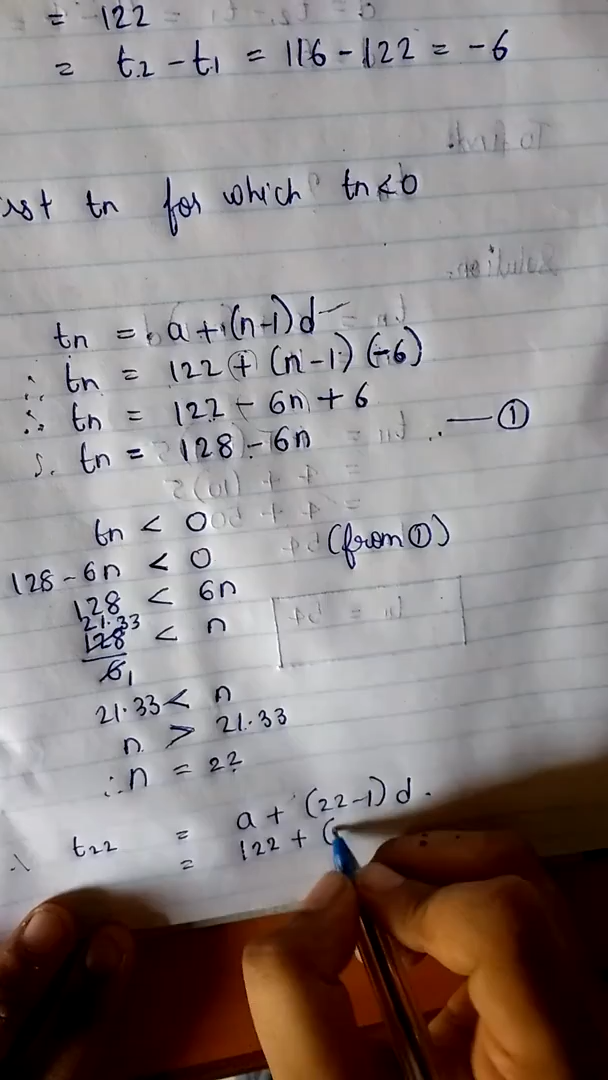 = 122
= t2 - t1 = 116 - 122 = -6
tn for which tn < 0
tn = a + (n-1) d
∴ tn = 122 + (n-1) (-6)
∴ tn = 122 - 6n + 6
∴ tn = 128 - 6n — ①
tn < 0
128 - 6n < 0 (from ①)
128 < 6n
21.33
128/6 < n
1
21.33 < n
n > 21.33
∴ n = 22
∴ t22 = a + (22-1) d.
= 122 + (